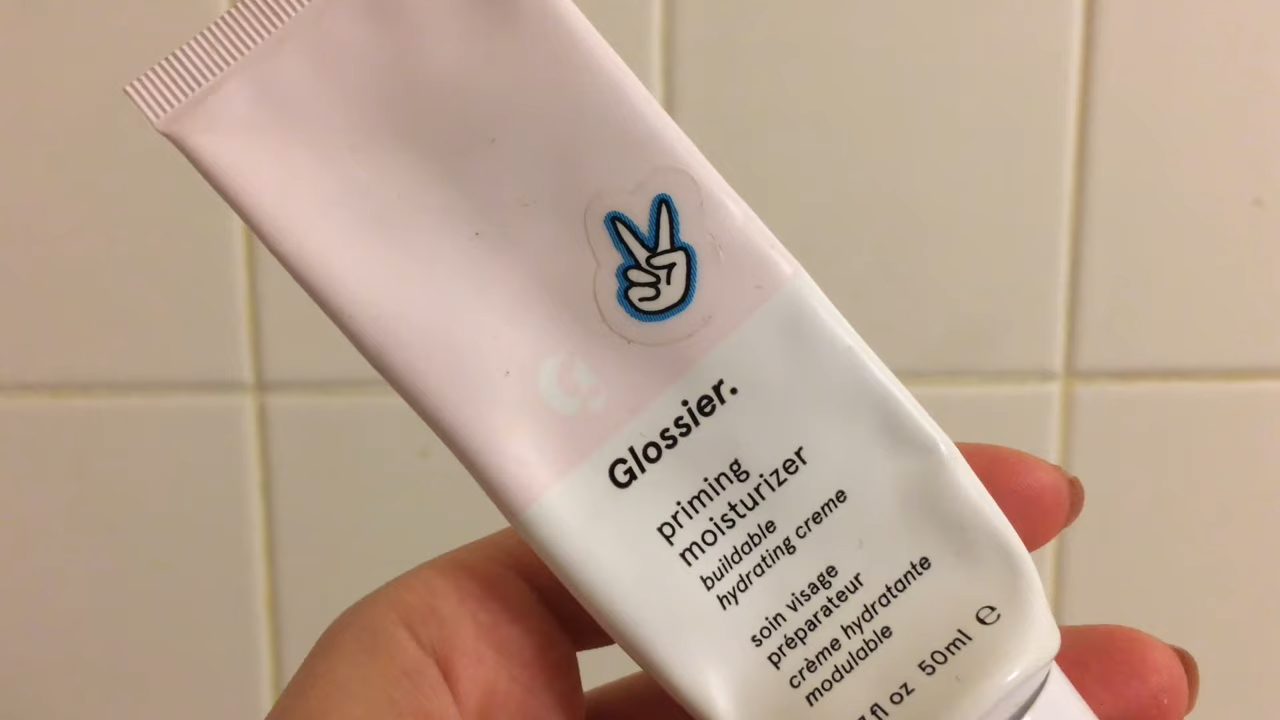 Glossier.
priming
moisturizer
buildable
hydrating creme
soin visage
préparateur
crème hydratante
modulable
fl oz 50ml e